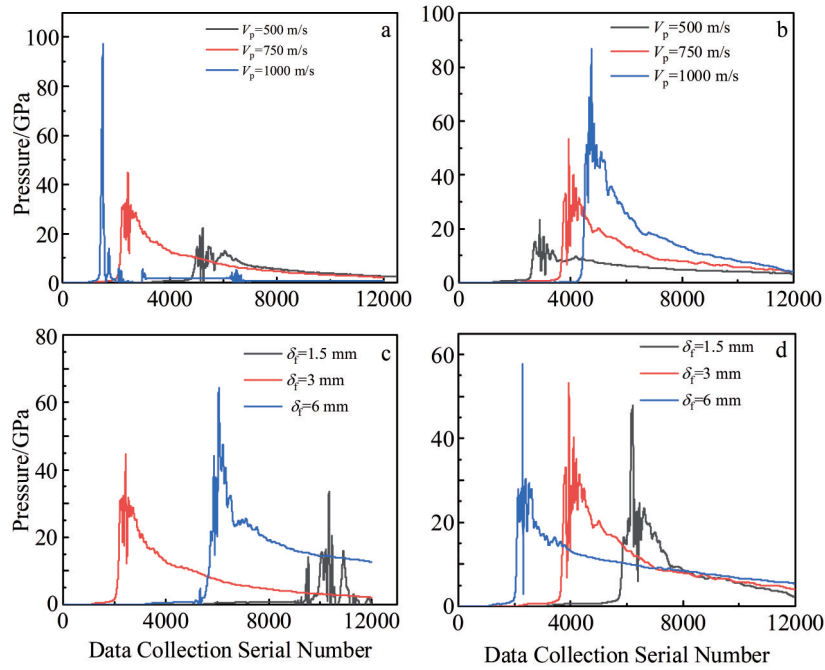 a
Vp=500 m/s
Vp=750 m/s
Vp=1000 m/s
Pressure/GPa
100
80
60
40
20
0
0 4000 8000 12000
b
Vp=500 m/s
Vp=750 m/s
Vp=1000 m/s
100
80
60
40
20
0
0 4000 8000 12000
c
δf=1.5 mm
δf=3 mm
δf=6 mm
Pressure/GPa
80
60
40
20
0
0 4000 8000 12000
Data Collection Serial Number
d
δf=1.5 mm
δf=3 mm
δf=6 mm
60
40
20
0
0 4000 8000 12000
Data Collection Serial Number